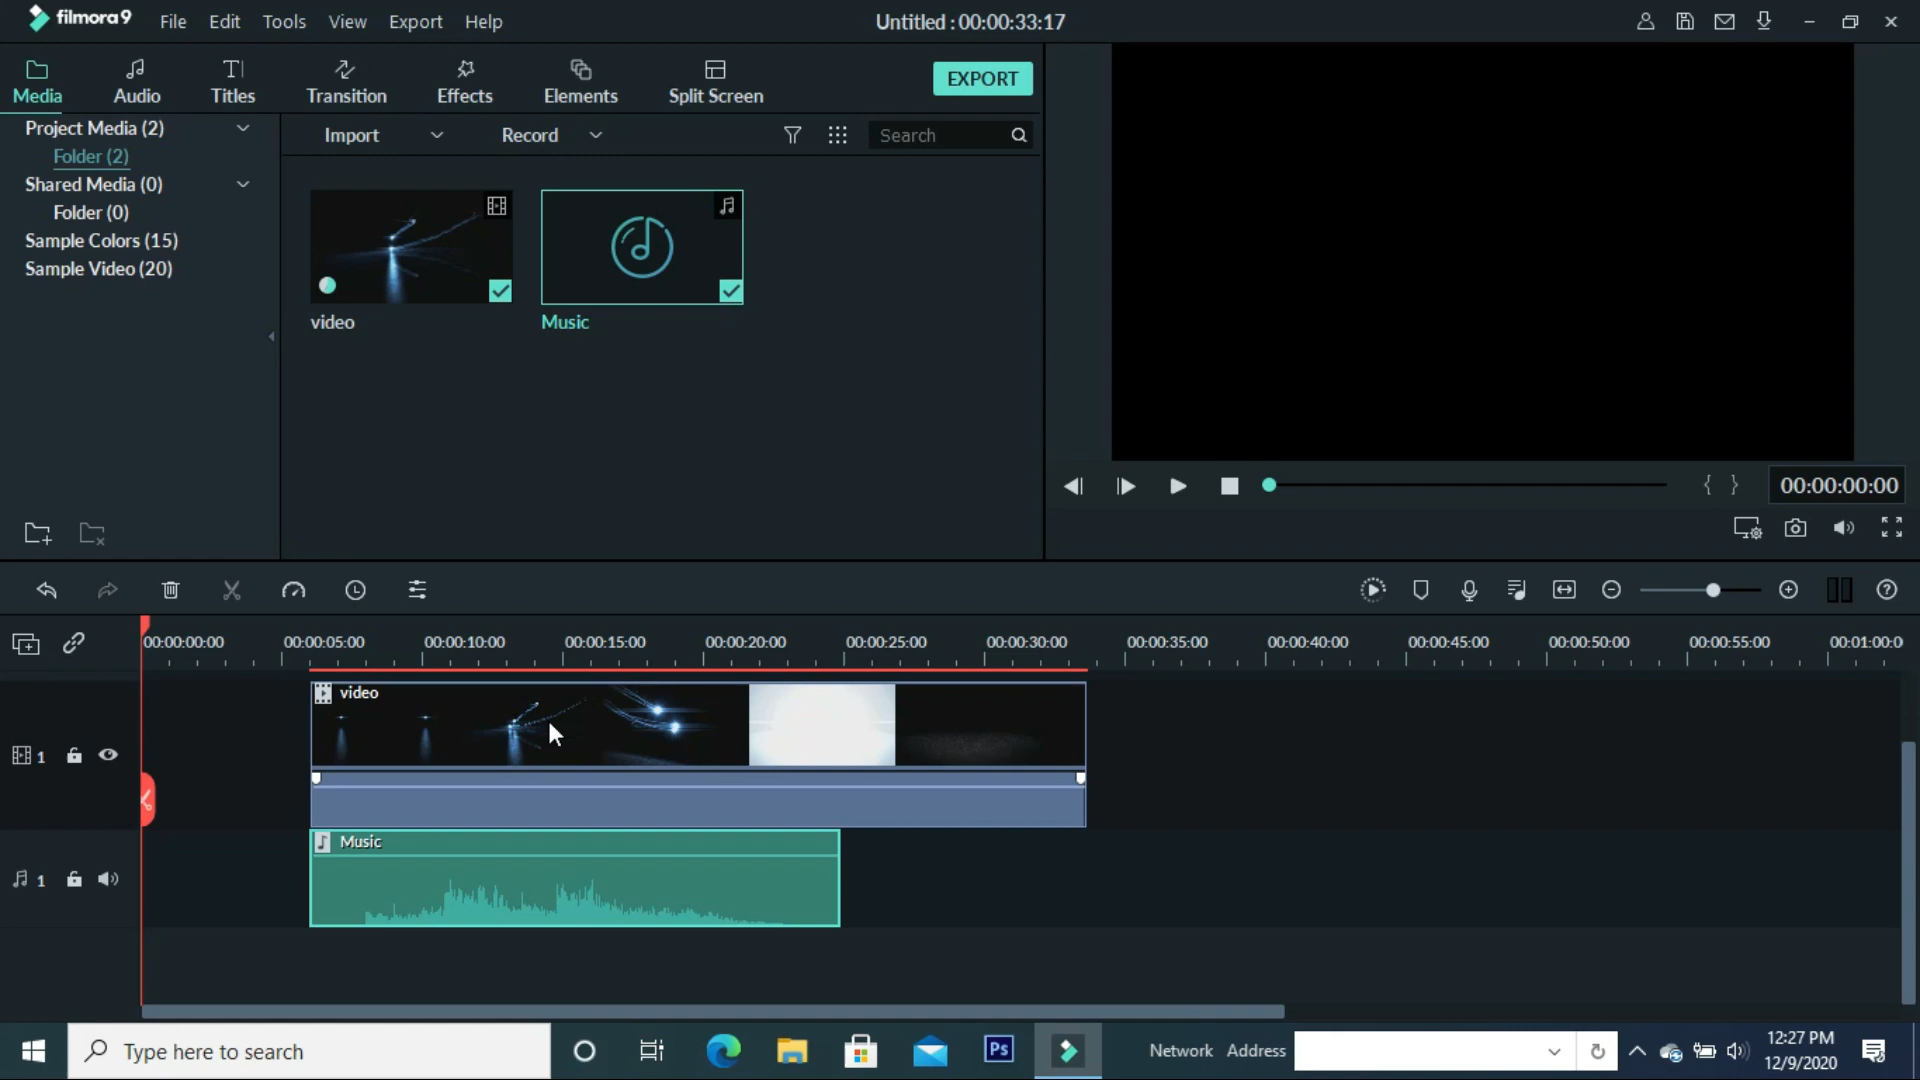 filmora9 File Edit Tools View Export Help Untitled : 00:00:33:17
Media Audio Titles Transition Effects Elements Split Screen EXPORT
Project Media (2) Import Record Search
Folder (2)
Shared Media (0)
Folder (0)
Sample Colors (15)
Sample Video (20)
video Music
00:00:00:00
00:00:00:00 00:00:05:00 00:00:10:00 00:00:15:00 00:00:20:00 00:00:25:00 00:00:30:00 00:00:35:00 00:00:40:00 00:00:45:00 00:00:50:00 00:00:55:00 00:01:00:0
video
1
Music
1
Type here to search Ps Network Address 12:27 PM
12/9/2020